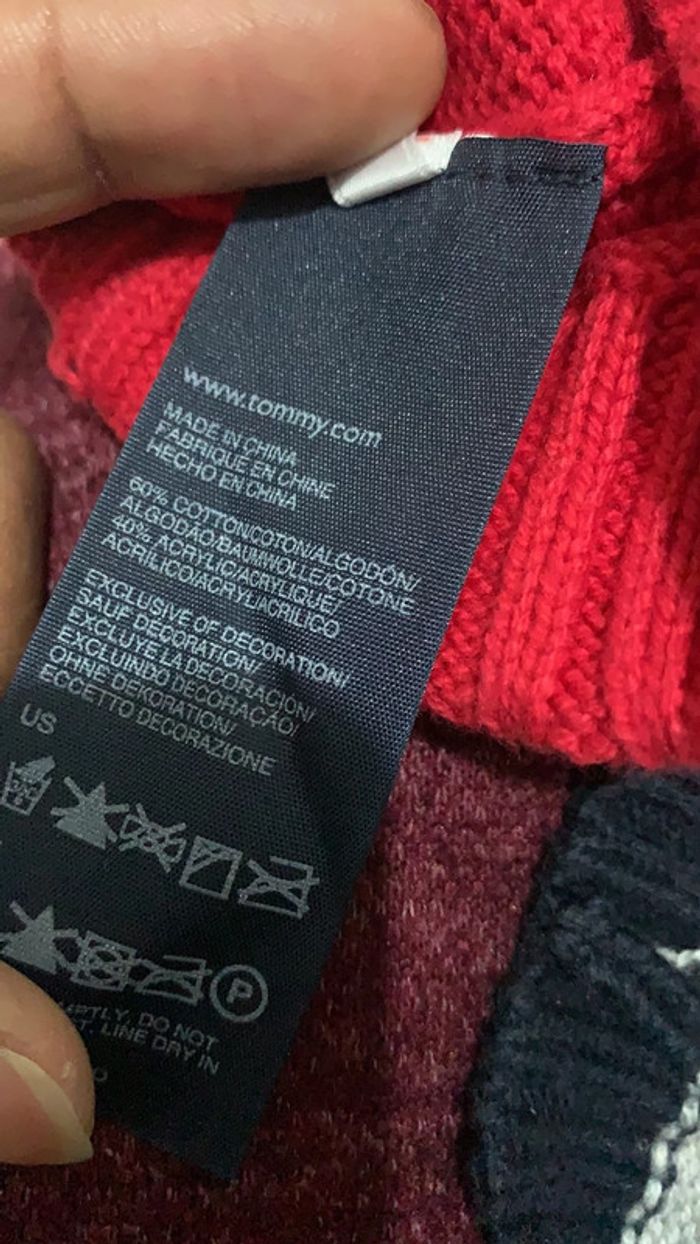 www.tommy.com
MADE IN CHINA
FABRIQUE EN CHINE
HECHO EN CHINA
60% COTTON/COTON/ALGODÓN/
ALGODÃO/BAUMWOLLE/COTONE
40% ACRYLIC/ACRYLIQUE/
ACRILICO/ACRYL/ACRILICO
EXCLUSIVE OF DECORATION/
SAUF DECORATION/
EXCLUYE LA DECORACION/
EXCLUINDO DECORAÇÃO/
OHNE DEKORATION/
ECCETTO DECORAZIONE
US
P
DO NOT
LINE DRY IN